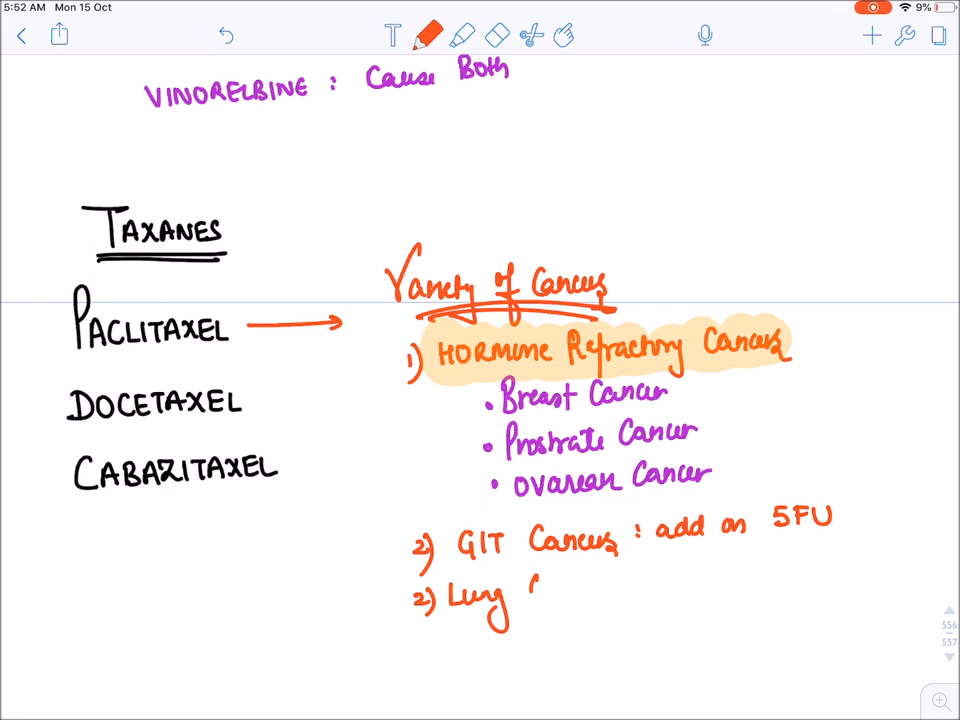 5:52 AM Mon 15 Oct
9%
T
VINORELBINE : Cause Both
TAXANES
Variety of Cancers
PACLITAXEL
1) HORMONE Refractory Cancers
DOCETAXEL
• Breast Cancer
• Prostrate Cancer
CABAZITAXEL
• Ovarean Cancer
2) GIT Cancers : add on 5FU
2) Lung C
556
557